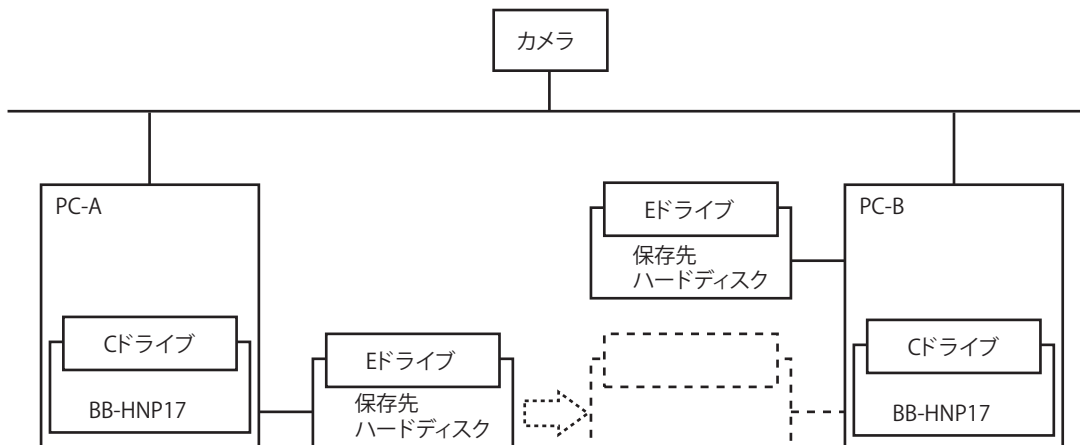 カメラ
PC-A
Eドライブ
PC-B
保存先
ハードディスク
Cドライブ
Eドライブ
Cドライブ
BB-HNP17
保存先
ハードディスク
BB-HNP17